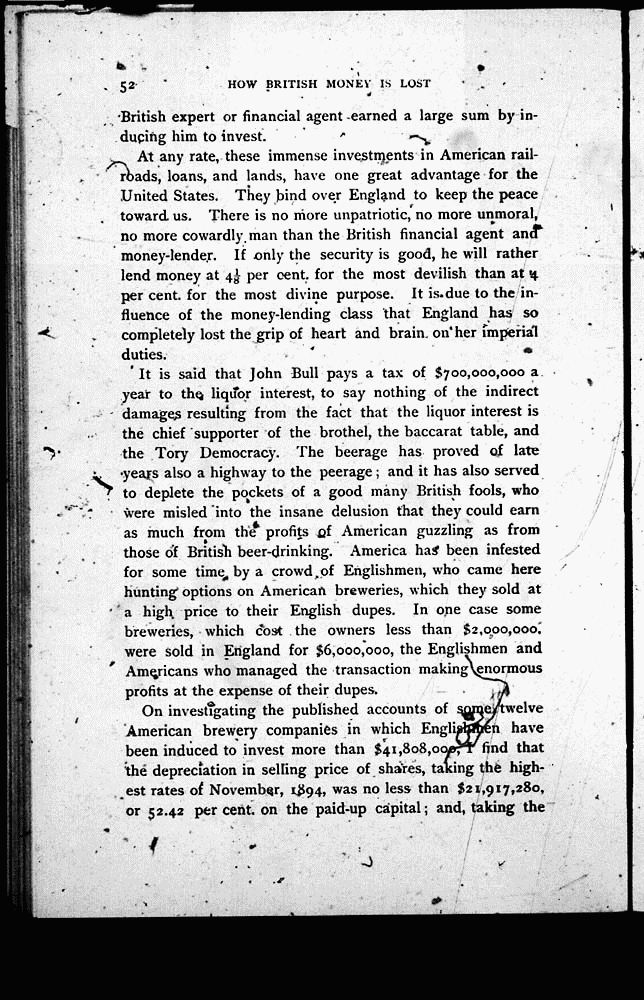 52 HOW BRITISH MONEY IS LOST
British expert or financial agent earned a large sum by in-
ducing him to invest.
At any rate, these immense investments in American rail-
roads, loans, and lands, have one great advantage for the
United States. They bind over England to keep the peace
toward us. There is no more unpatriotic, no more unmoral,
no more cowardly man than the British financial agent and
money-lender. If only the security is good, he will rather
lend money at 4⅛ per cent. for the most devilish than at 4
per cent. for the most divine purpose. It is due to the in-
fluence of the money-lending class that England has so
completely lost the grip of heart and brain on her imperial
duties.
It is said that John Bull pays a tax of $700,000,000 a
year to the liquor interest, to say nothing of the indirect
damages resulting from the fact that the liquor interest is
the chief supporter of the brothel, the baccarat table, and
the Tory Democracy. The beerage has proved of late
years also a highway to the peerage; and it has also served
to deplete the pockets of a good many British fools, who
were misled into the insane delusion that they could earn
as much from the profits of American guzzling as from
those of British beer-drinking. America has been infested
for some time by a crowd of Englishmen, who came here
hunting options on American breweries, which they sold at
a high price to their English dupes. In one case some
breweries, which cost the owners less than $2,000,000,
were sold in England for $6,000,000, the Englishmen and
Americans who managed the transaction making enormous
profits at the expense of their dupes.
On investigating the published accounts of some twelve
American brewery companies in which Englishmen have
been induced to invest more than $41,808,000, I find that
the depreciation in selling price of shares, taking the high-
est rates of November, 1894, was no less than $21,917,280,
or 52.42 per cent. on the paid-up capital; and, taking the